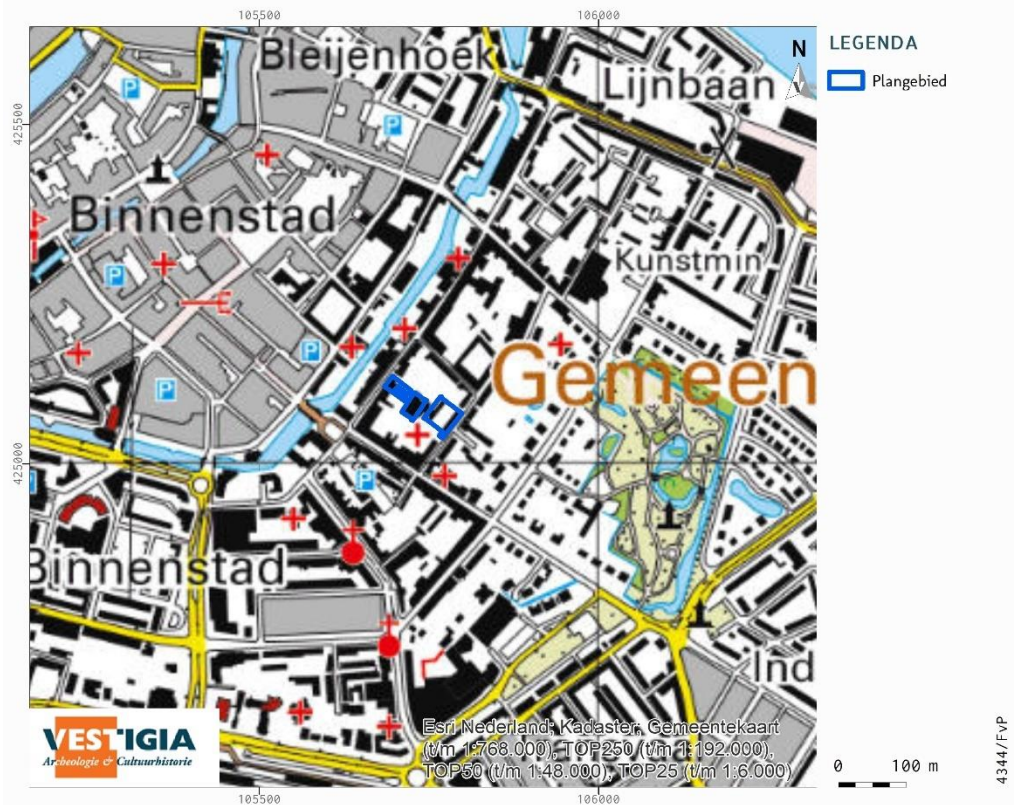 105500
106000
425500
425000
Bleijenhoek
Lijnbaan
P
P
Binnenstad
Kunstmin
P
P
P
Gemeen
P
Binnenstad
Ind
VESTIGIA
Archeologie & Cultuurhistorie
Esri Nederland; Kadaster; Gemeentekaart
(t/m 1:768.000), TOP250 (t/m 1:192.000),
TOP50 (t/m 1:48.000), TOP25 (t/m 1:6.000)
105500
106000
N
LEGENDA
Plangebied
0 100 m
4344/FvP